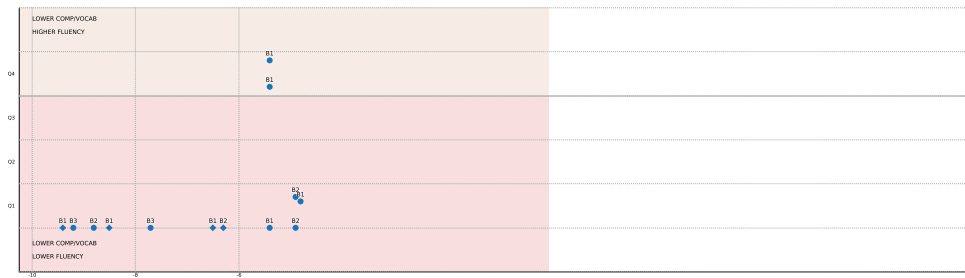 LOWER COMP/VOCAB
HIGHER FLUENCY
B1
Q4
B1
Q3
Q2
B2
B1
Q1
B1 B3 B2 B1 B3 B1 B2 B1 B2
LOWER COMP/VOCAB
LOWER FLUENCY
-10 -8 -6